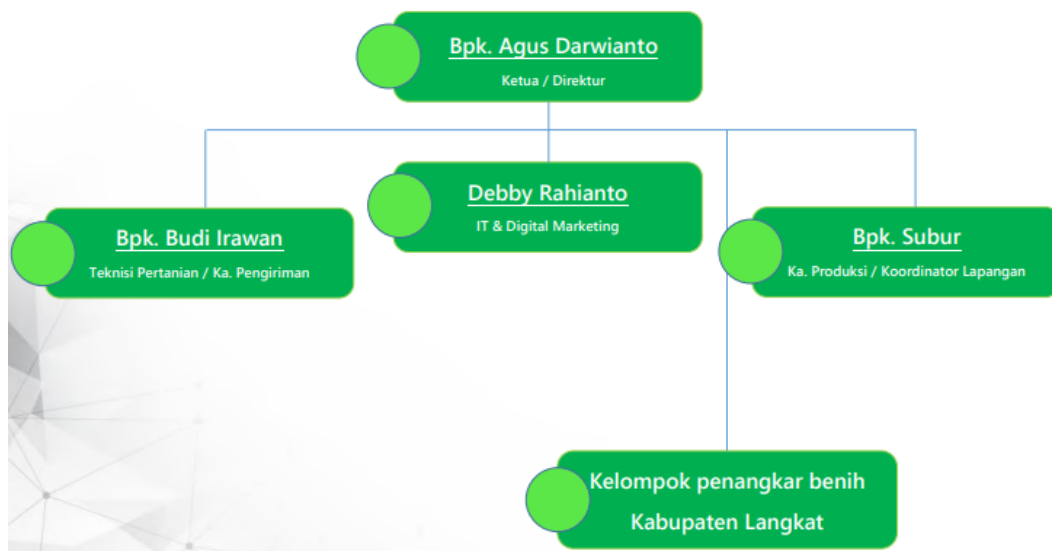 Bpk. Agus Darwianto
Ketua / Direktur
Debby Rahianto
IT & Digital Marketing
Bpk. Budi Irawan
Teknisi Pertanian / Ka. Pengiriman
Bpk. Subur
Ka. Produksi / Koordinator Lapangan
Kelompok penangkar benih
Kabupaten Langkat